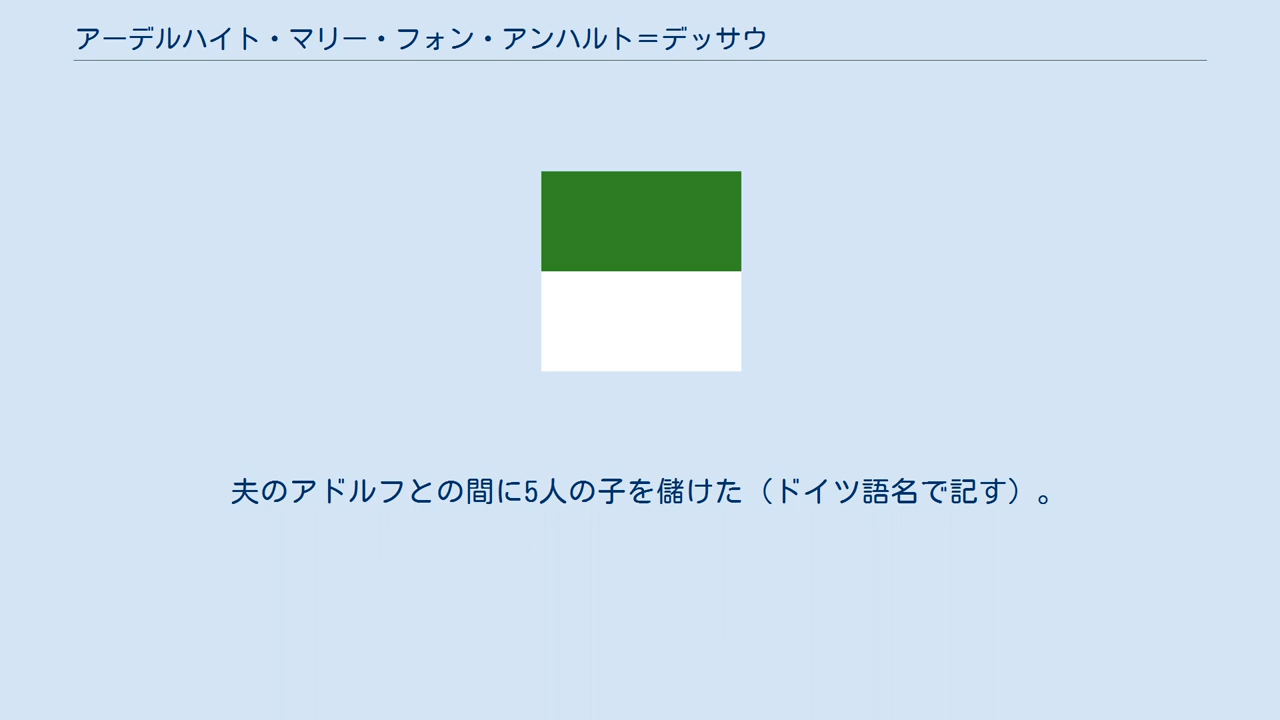 アーデルハイト・マリー・フォン・アンハルト＝デッサウ
夫のアドルフとの間に5人の子を儲けた（ドイツ語名で記す）。